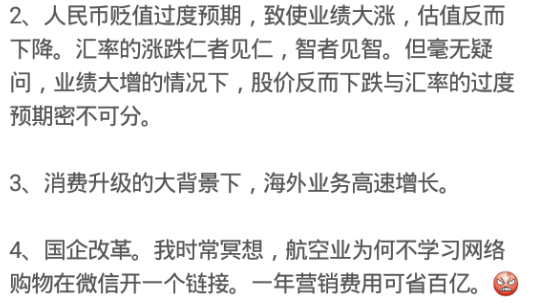 2、人民币贬值过度预期，致使业绩大涨，估值反而
下降。汇率的涨跌仁者见仁，智者见智。但毫无疑
问，业绩大增的情况下，股价反而下跌与汇率的过度
预期密不可分。
3、消费升级的大背景下，海外业务高速增长。
4、国企改革。我时常冥想，航空业为何不学习网络
购物在微信开一个链接。一年营销费用可省百亿。